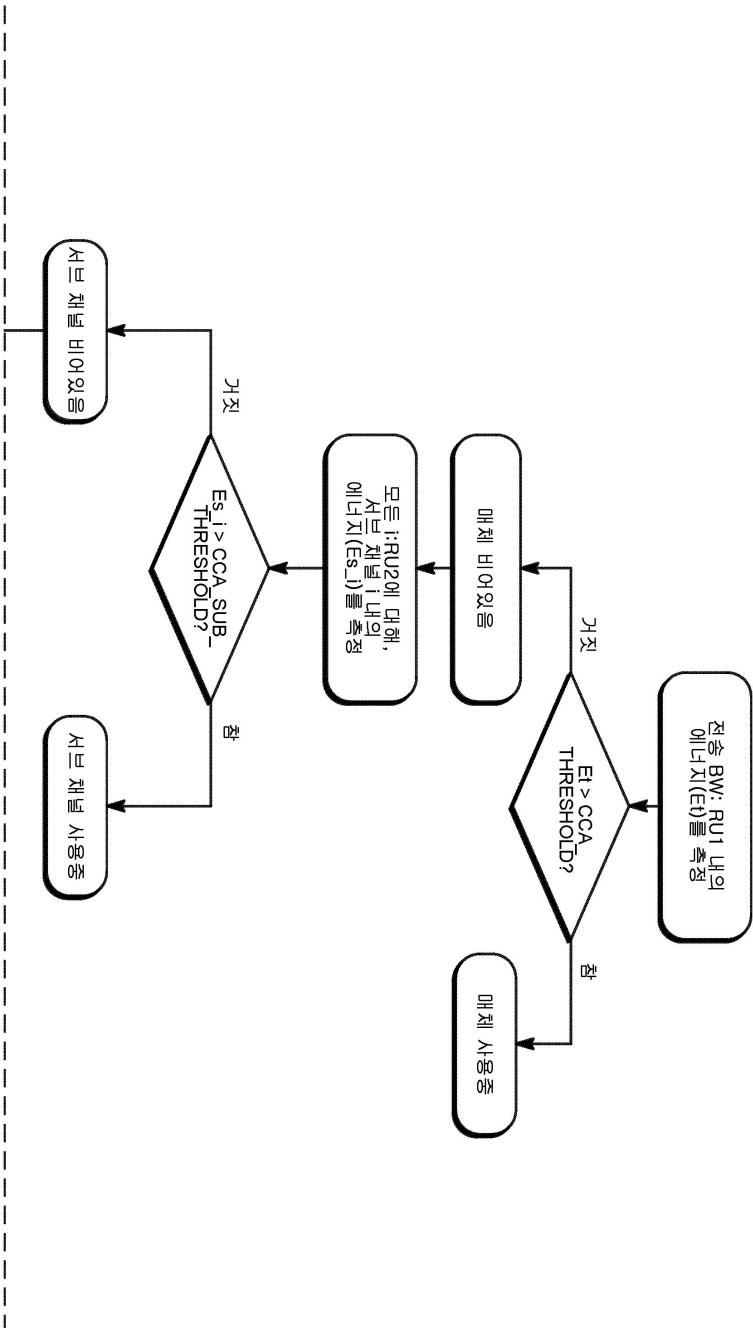 전송 BW: RU1 내의
에너지(Et)를 측정
Et > CCA_
THRESHOLD?
거짓
참
매체 비어있음
매체 사용중
모든 i:RU2에 대해,
서브 채널 i 내의
에너지(Es_i)를 측정
Es_i > CCA_SUB_
THRESHOLD?
거짓
참
서브 채널 비어있음
서브 채널 사용중